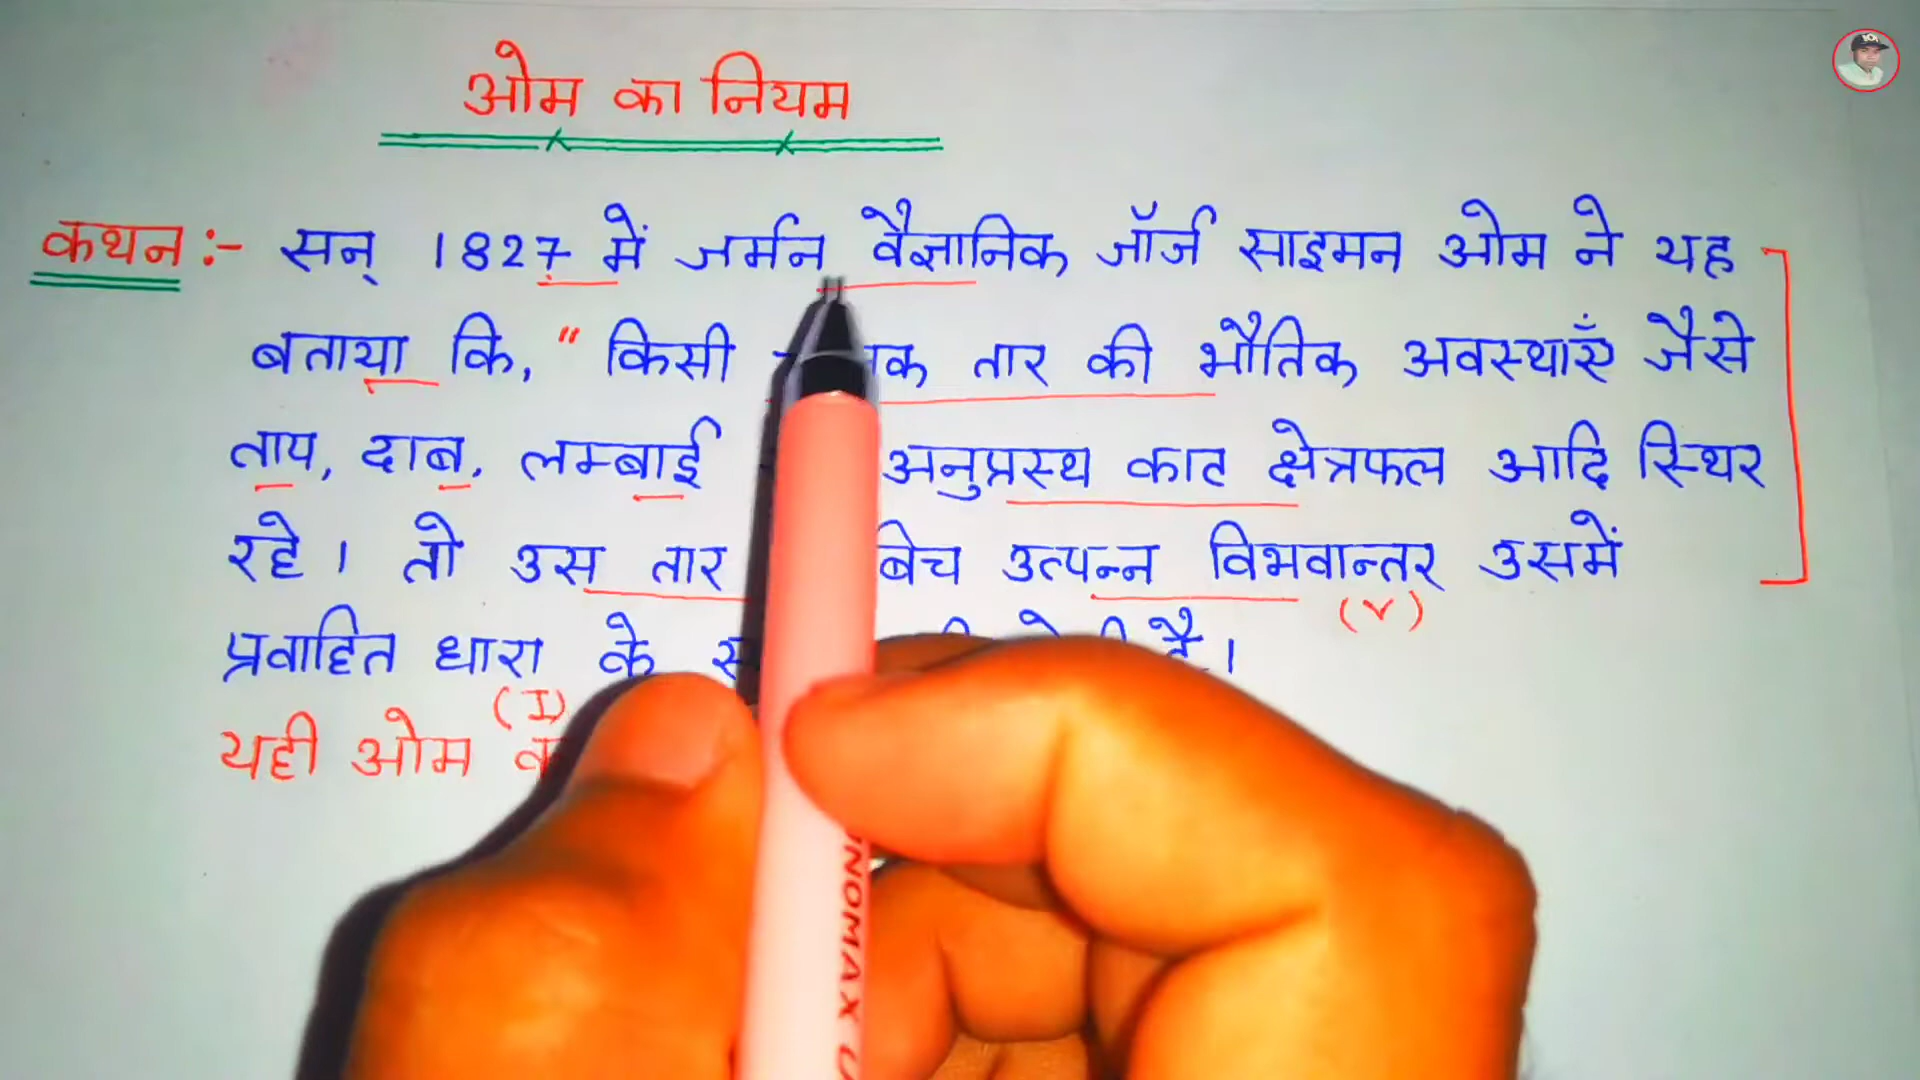 ओम का नियम
कथन :- सन् 1827 में जर्मन वैज्ञानिक जॉर्ज साइमन ओम ने यह
बताया कि, " किसी तार की भौतिक अवस्थाएँ जैसे
ताप, दाब, लम्बाई अनुप्रस्थ काट क्षेत्रफल आदि स्थिर
रहे । तो उस तार बिच उत्पन्न विभवान्तर उसमें
(V)
प्रवाहित धारा के है।
(I)
यही ओम